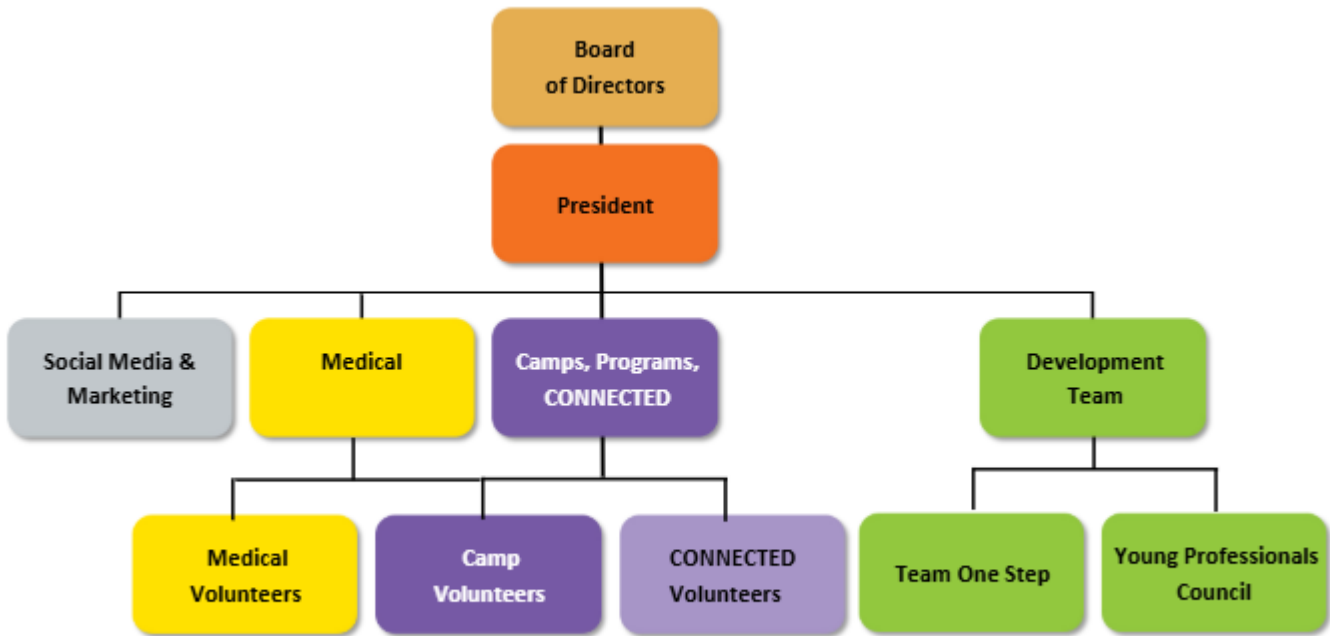 Board
of Directors
President
Social Media &
Marketing
Medical
Camps, Programs,
CONNECTED
Development
Team
Medical
Volunteers
Camp
Volunteers
CONNECTED
Volunteers
Team One Step
Young Professionals
Council